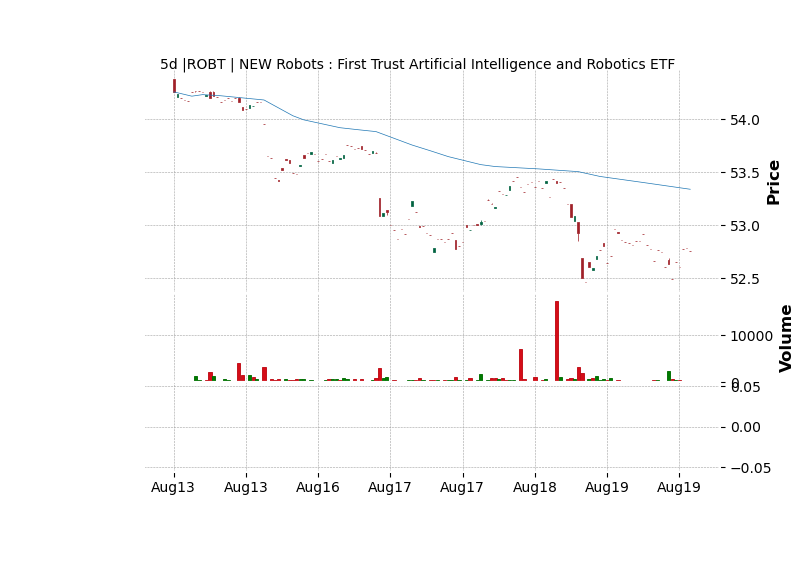 5d |ROBT | NEW Robots : First Trust Artificial Intelligence and Robotics ETF
54.0
53.5
53.0
52.5
Price
10000
0
Volume
0.05
0.00
−0.05
Aug13 Aug13 Aug16 Aug17 Aug17 Aug18 Aug19 Aug19